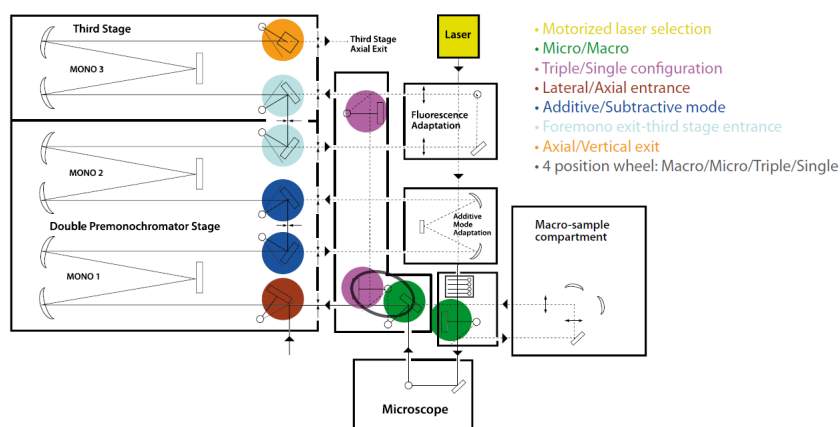 Third Stage
MONO 3
Third Stage
Axial Exit
Laser
• Motorized laser selection
• Micro/Macro
• Triple/Single configuration
• Lateral/Axial entrance
• Additive/Subtractive mode
• Foremono exit-third stage entrance
• Axial/Vertical exit
• 4 position wheel: Macro/Micro/Triple/Single
Fluorescence
Adaptation
MONO 2
Double Premonochromator Stage
MONO 1
Additive
Mode
Adaptation
Macro-sample
compartment
Microscope